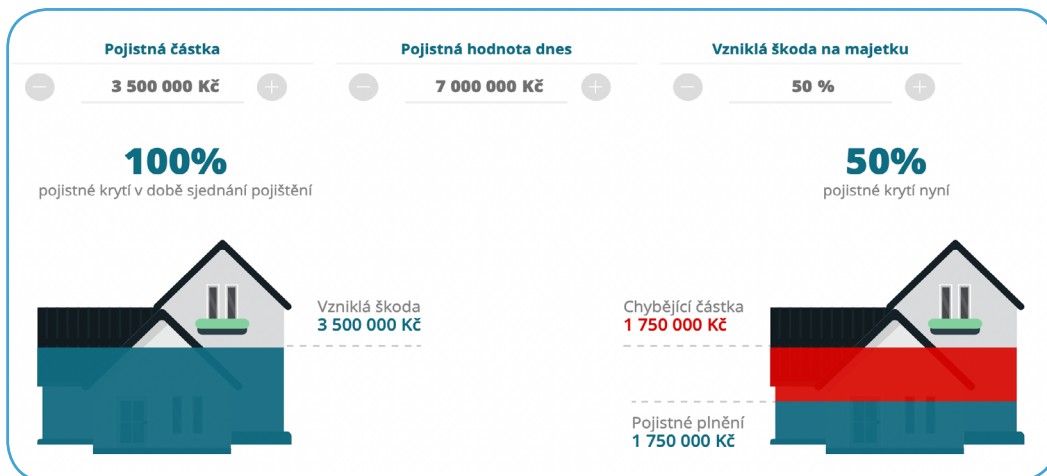 Pojistná částka
3 500 000 Kč
Pojistná hodnota dnes
7 000 000 Kč
Vzniklá škoda na majetku
50 %
100%
pojistné krytí v době sjednání pojištění
50%
pojistné krytí nyní
Vzniklá škoda
3 500 000 Kč
Chybějící částka
1 750 000 Kč
Pojistné plnění
1 750 000 Kč